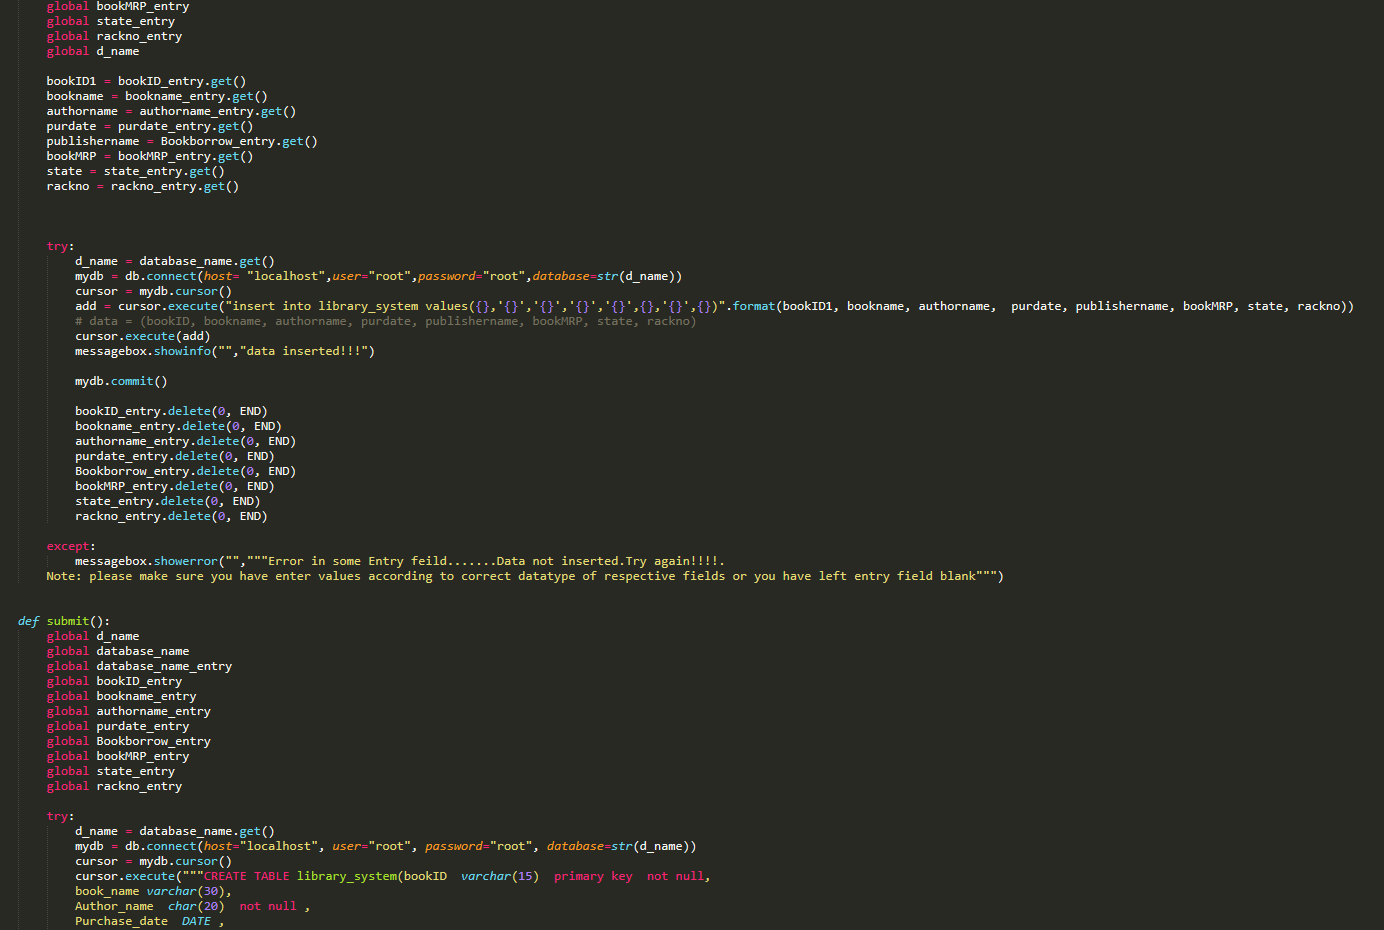 global bookMRP_entry
global state_entry
global rackno_entry
global d_name
bookID1 = bookID_entry.get()
bookname = bookname_entry.get()
authorname = authorname_entry.get()
purdate = purdate_entry.get()
publishername = Bookborrow_entry.get()
bookMRP = bookMRP_entry.get()
state = state_entry.get()
rackno = rackno_entry.get()
try:
d_name = database_name.get()
mydb = db.connect(host= "localhost",user="root",password="root",database=str(d_name))
cursor = mydb.cursor()
add = cursor.execute("insert into library_system values({},'{}','{}','{}','{}',{},'{}',{})".format(bookID1, bookname, authorname,  purdate, publishername, bookMRP, state, rackno))
# data = (bookID, bookname, authorname, purdate, publishername, bookMRP, state, rackno)
cursor.execute(add)
messagebox.showinfo("","data inserted!!!")
mydb.commit()
bookID_entry.delete(0, END)
bookname_entry.delete(0, END)
authorname_entry.delete(0, END)
purdate_entry.delete(0, END)
Bookborrow_entry.delete(0, END)
bookMRP_entry.delete(0, END)
state_entry.delete(0, END)
rackno_entry.delete(0, END)
except:
messagebox.showerror("","""Error in some Entry feild.......Data not inserted.Try again!!!!.
Note: please make sure you have enter values according to correct datatype of respective fields or you have left entry field blank""")
def submit():
global d_name
global database_name
global database_name_entry
global bookID_entry
global bookname_entry
global authorname_entry
global purdate_entry
global Bookborrow_entry
global bookMRP_entry
global state_entry
global rackno_entry
try:
d_name = database_name.get()
mydb = db.connect(host="localhost", user="root", password="root", database=str(d_name))
cursor = mydb.cursor()
cursor.execute("""CREATE TABLE library_system(bookID  varchar(15)  primary key  not null,
book_name varchar(30),
Author_name  char(20)  not null ,
Purchase_date  DATE ,